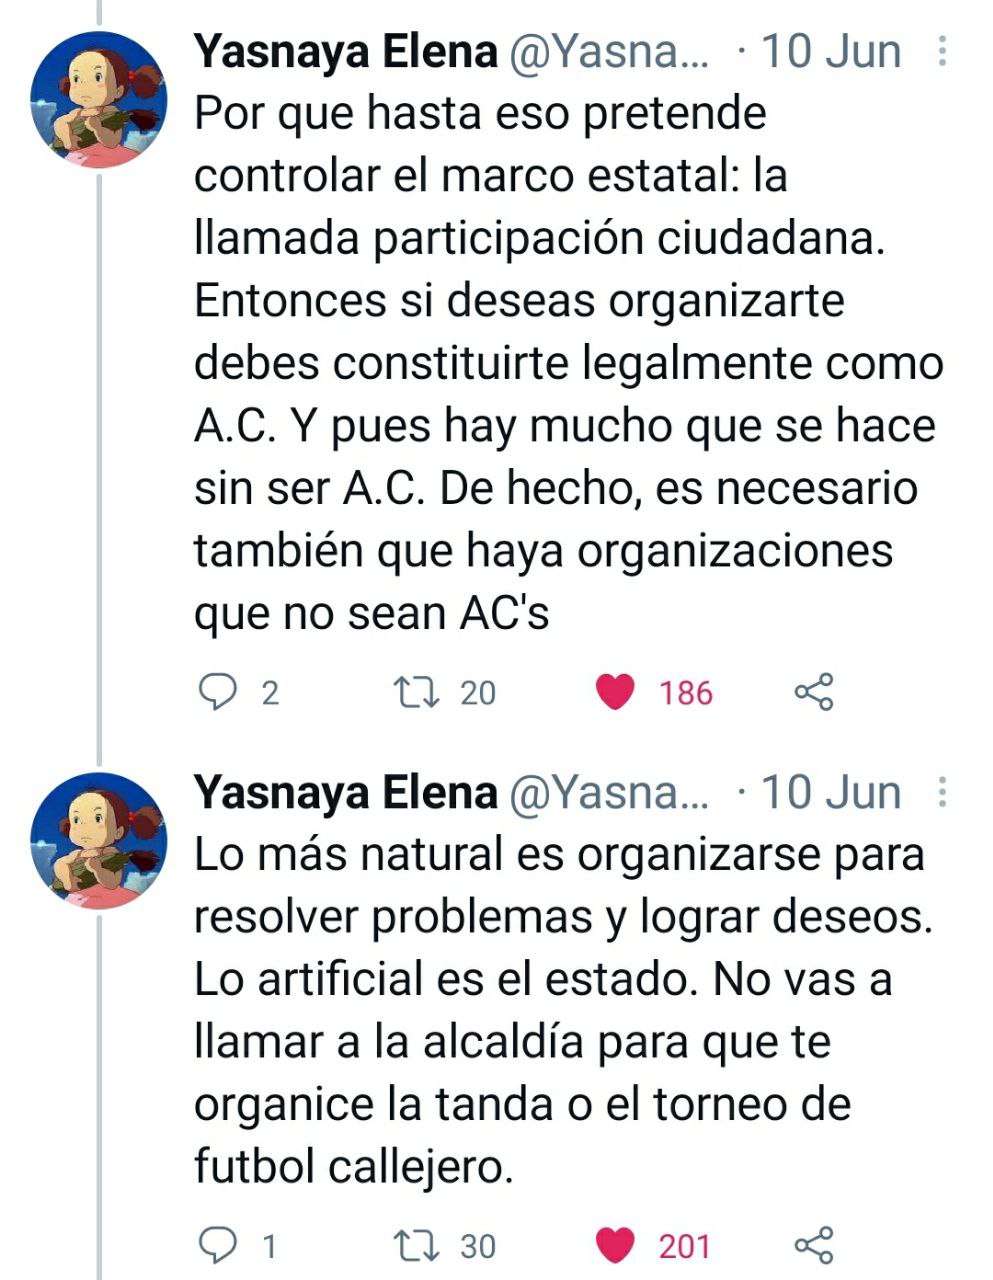 Yasnaya Elena @Yasna... · 10 Jun
Por que hasta eso pretende
controlar el marco estatal: la
llamada participación ciudadana.
Entonces si deseas organizarte
debes constituirte legalmente como
A.C. Y pues hay mucho que se hace
sin ser A.C. De hecho, es necesario
también que haya organizaciones
que no sean AC's
2 20 186
Yasnaya Elena @Yasna... · 10 Jun
Lo más natural es organizarse para
resolver problemas y lograr deseos.
Lo artificial es el estado. No vas a
llamar a la alcaldía para que te
organice la tanda o el torneo de
futbol callejero.
1 30 201